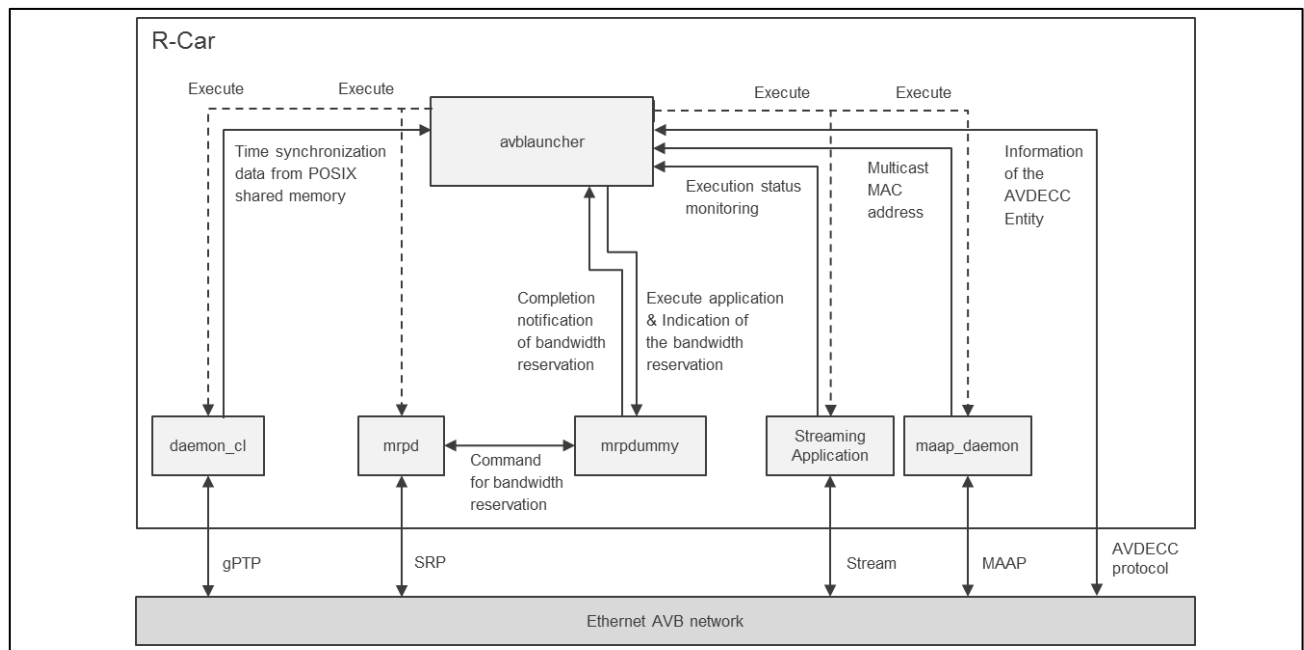 R-Car
Execute
Execute
Execute
Execute
avblauncher
Time synchronization
data from POSIX
shared memory
Execution status
monitoring
Multicast
MAC
address
Information
of the
AVDECC
Entity
Completion
notification
of bandwidth
reservation
Execute application
& Indication of
the bandwidth
reservation
daemon_cl
mrpd
Command
for bandwidth
reservation
mrpdummy
Streaming
Application
maap_daemon
gPTP
SRP
Stream
MAAP
AVDECC
protocol
Ethernet AVB network